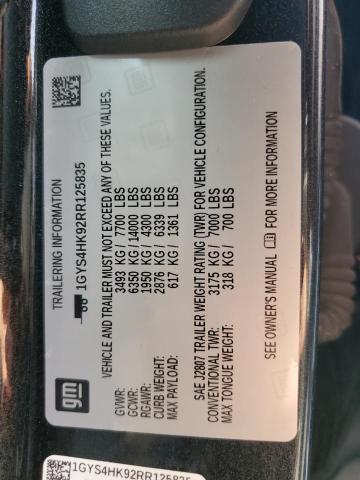 gm
TRAILERING INFORMATION
1GYS4HK92RR125835
VEHICLE AND TRAILER MUST NOT EXCEED ANY OF THESE VALUES.
GVWR: 3493 KG/ 7700 LBS
GCWR: 6350 KG/ 14000 LBS
RGAWR: 1950 KG/ 4300 LBS
CURB WEIGHT: 2876 KG/ 6339 LBS
MAX PAYLOAD: 617 KG/ 1361 LBS
SAE J2807 TRAILER WEIGHT RATING (TWR) FOR VEHICLE CONFIGURATION.
CONVENTIONAL TWR: 3175 KG/ 7000 LBS
MAX TONGUE WEIGHT: 318 KG/ 700 LBS
SEE OWNER'S MANUAL FOR MORE INFORMATION
1GYS4HK92RR125835